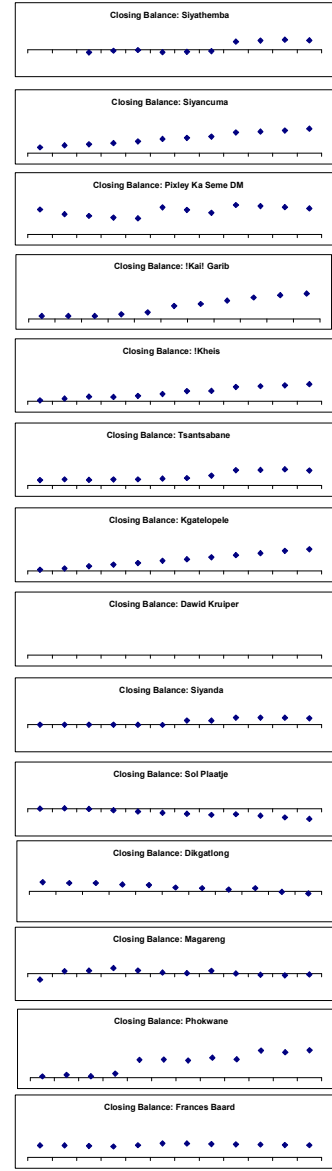 Closing Balance: Siyathemba
Closing Balance: Siyancuma
Closing Balance: Pixley Ka Seme DM
Closing Balance: !Kai! Garib
Closing Balance: !Kheis
Closing Balance: Tsantsabane
Closing Balance: Kgatelopele
Closing Balance: Dawid Kruiper
Closing Balance: Siyanda
Closing Balance: Sol Plaatje
Closing Balance: Dikgatlong
Closing Balance: Magareng
Closing Balance: Phokwane
Closing Balance: Frances Baard